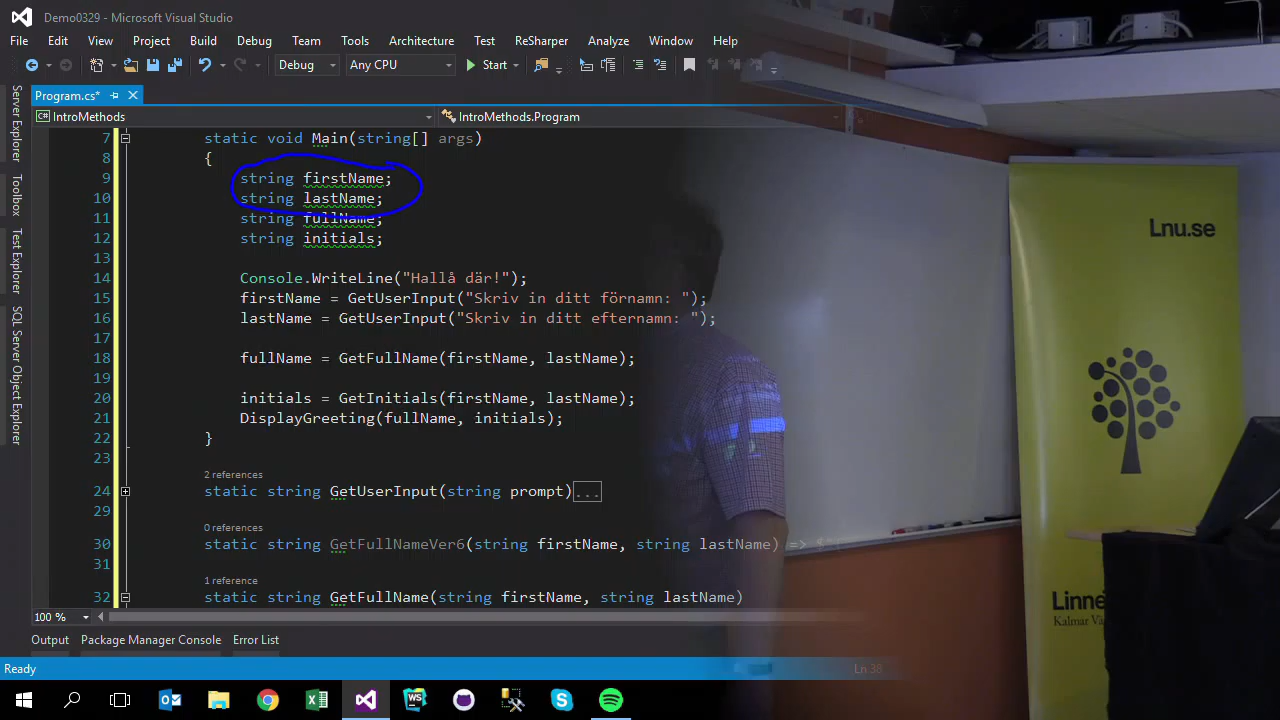 Demo0329 - Microsoft Visual Studio
File Edit View Project Build Debug Team Tools Architecture Test ReSharper Analyze Window Help
Debug Any CPU Start
Program.cs*
IntroMethods IntroMethods.Program
Server Explorer
Toolbox
Test Explorer
SQL Server Object Explorer
7 static void Main(string[] args)
8 {
9 string firstName;
10 string lastName;
11 string fullName;
12 string initials;
13
14 Console.WriteLine("Hallå där!");
15 firstName = GetUserInput("Skriv in ditt förnamn: ");
16 lastName = GetUserInput("Skriv in ditt efternamn: ");
17
18 fullName = GetFullName(firstName, lastName);
19
20 initials = GetInitials(firstName, lastName);
21 DisplayGreeting(fullName, initials);
22 }
23
2 references
24 static string GetUserInput(string prompt)...
29
0 references
30 static string GetFullNameVer6(string firstName, string lastName) => $"{
31
1 reference
32 static string GetFullName(string firstName, string lastName)
100 %
Output Package Manager Console Error List
Ready Ln 38
Lnu.se
Kalmar